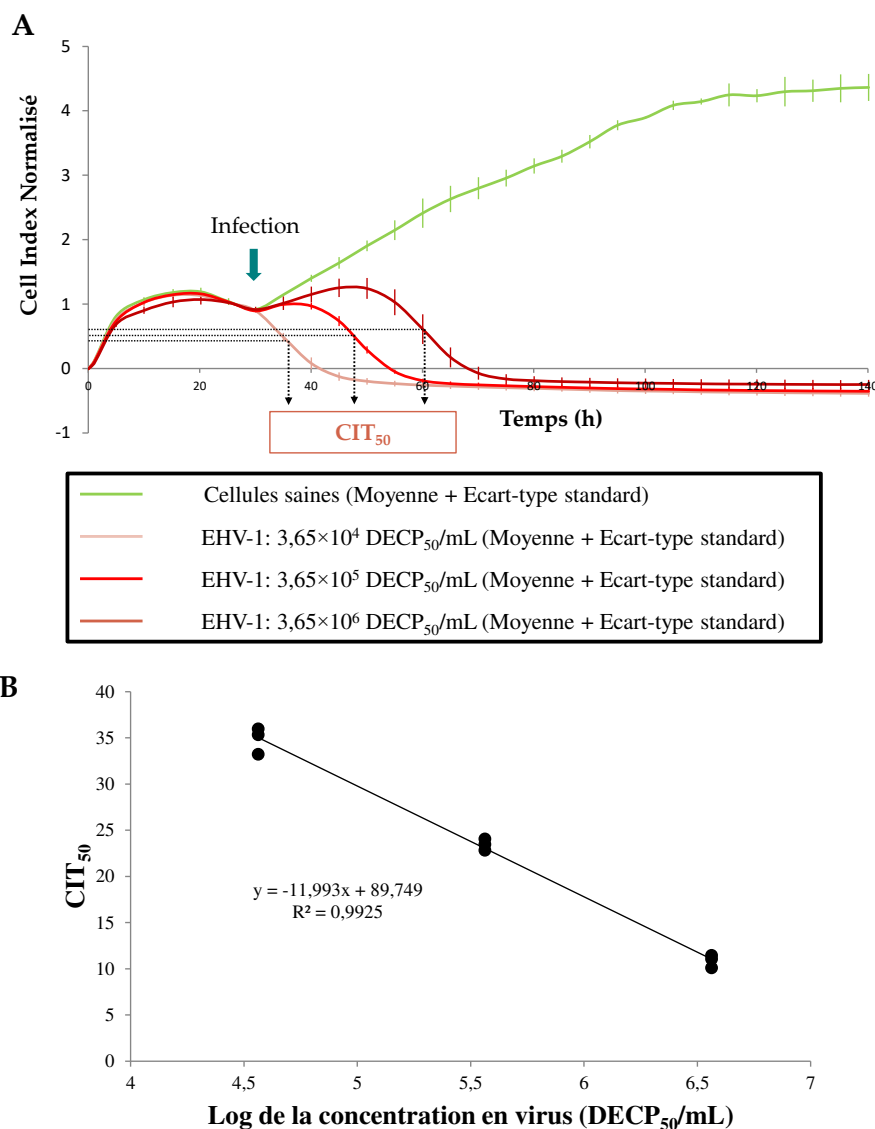 A
5
4
3
2
1
0
-1
Cell Index Normalisé
Infection
0
20
40
60
80
100
120
140
Temps (h)
CIT50
Cellules saines (Moyenne + Ecart-type standard)
EHV-1: 3,65×10⁴ DECP₅₀/mL (Moyenne + Ecart-type standard)
EHV-1: 3,65×10⁵ DECP₅₀/mL (Moyenne + Ecart-type standard)
EHV-1: 3,65×10⁶ DECP₅₀/mL (Moyenne + Ecart-type standard)
B
40
35
30
25
20
15
10
5
0
CIT₅₀
y = -11,993x + 89,749
R² = 0,9925
4
4,5
5
5,5
6
6,5
7
Log de la concentration en virus (DECP₅₀/mL)